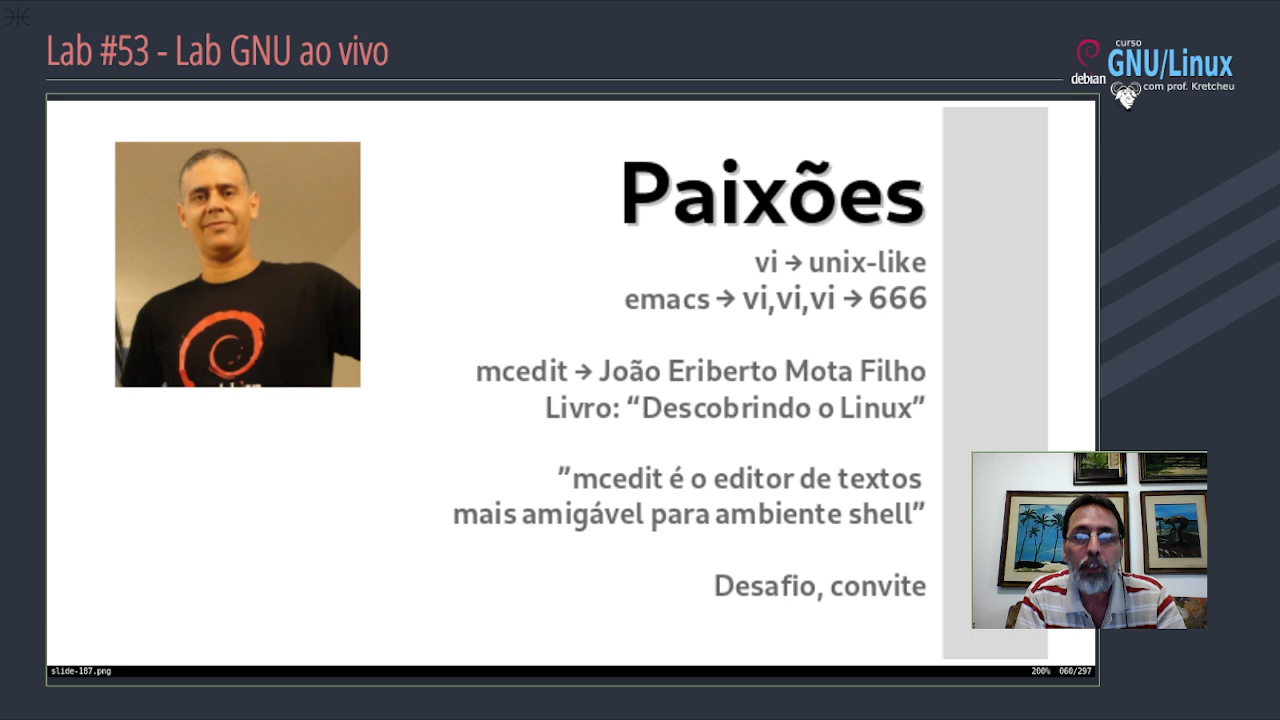 Lab #53 - Lab GNU ao vivo
curso
GNU/Linux
debian
com prof. Kretcheu
Paixões
vi → unix-like
emacs → vi,vi,vi → 666
mcedit → João Eriberto Mota Filho
Livro: “Descobrindo o Linux”
”mcedit é o editor de textos
mais amigável para ambiente shell”
Desafio, convite
slide-187.png
200% 060/297